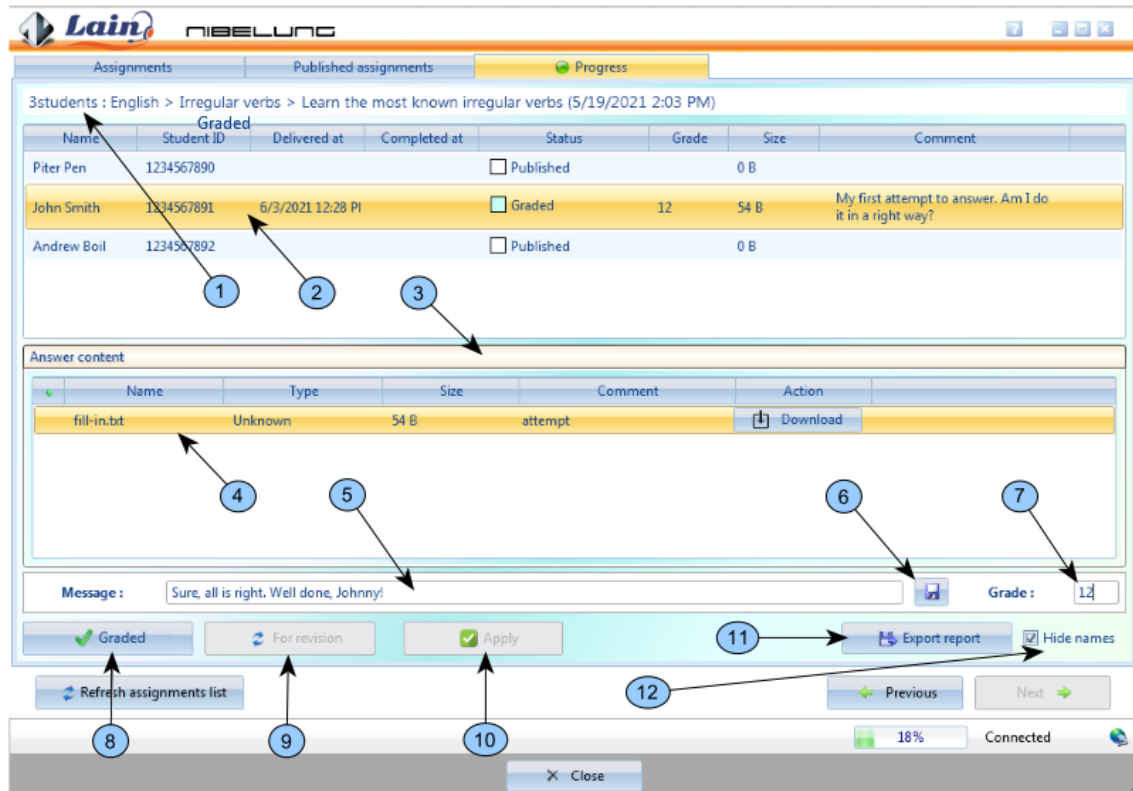 Lain NIBELUNG
Assignments Published assignments Progress
3students : English > Irregular verbs > Learn the most known irregular verbs (5/19/2021 2:03 PM)
Graded
Name Student ID Delivered at Completed at Status Grade Size Comment
Piter Pen 1234567890 Published 0 B
John Smith 1234567891 6/3/2021 12:28 PI Graded 12 54 B My first attempt to answer. Am I do
it in a right way?
Andrew Boil 1234567892 Published 0 B
1 2 3
Answer content
Name Type Size Comment Action
fill-in.txt Unknown 54 B attempt Download
4 5 6 7
Message : Sure, all is right. Well done, Johnny! Grade : 12
Graded For revision Apply 11 Export report Hide names
Refresh assignments list 12 Previous Next
8 9 10 18% Connected
X Close